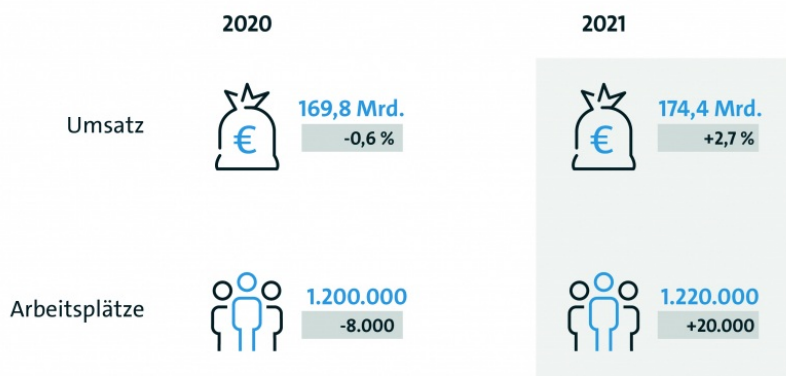 2020 2021
Umsatz
€ 169,8 Mrd.
-0,6 %
€ 174,4 Mrd.
+2,7 %
Arbeitsplätze
1.200.000
-8.000
1.220.000
+20.000